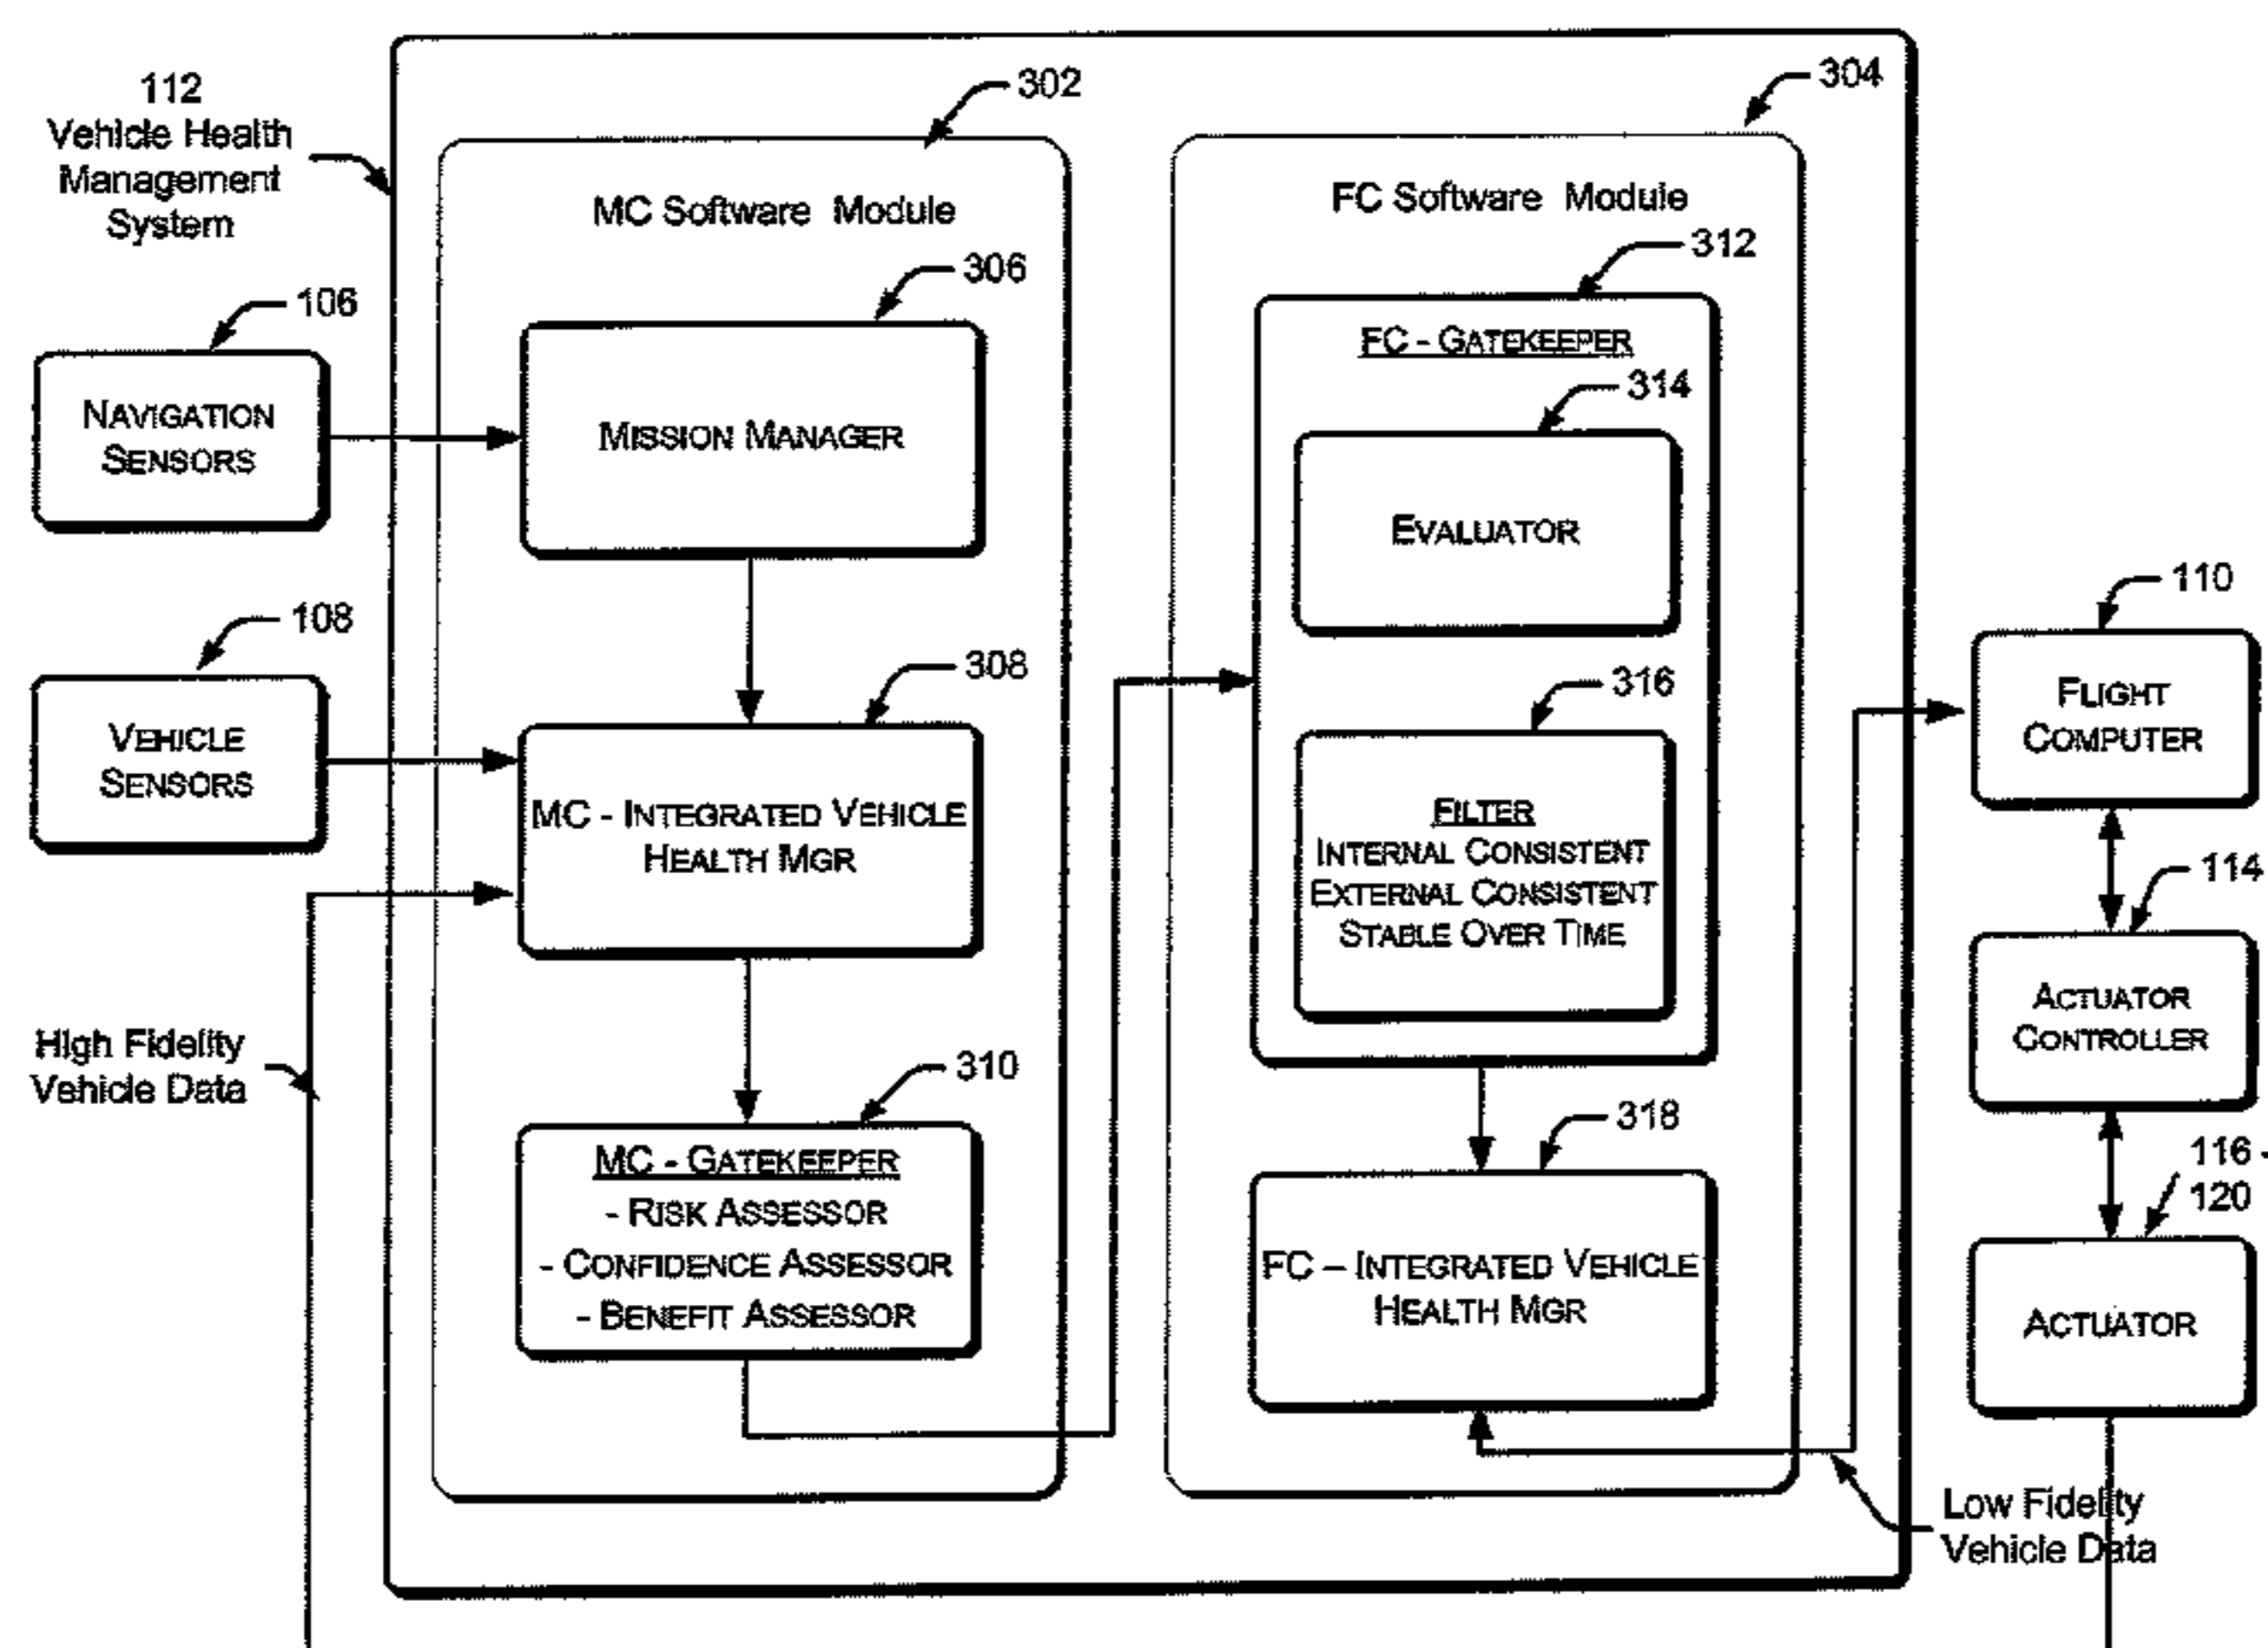 112
Vehicle Health
Management
System
302
304
MC Software Module
FC Software Module
106
NAVIGATION
SENSORS
306
MISSION MANAGER
312
FC - GATEKEEPER
314
EVALUATOR
108
VEHICLE
SENSORS
308
MC - INTEGRATED VEHICLE
HEALTH MGR
316
FILTER
INTERNAL CONSISTENT
EXTERNAL CONSISTENT
STABLE OVER TIME
110
FLIGHT
COMPUTER
114
ACTUATOR
CONTROLLER
High Fidelity
Vehicle Data
310
MC - GATEKEEPER
- RISK ASSESSOR
- CONFIDENCE ASSESSOR
- BENEFIT ASSESSOR
318
FC – INTEGRATED VEHICLE
HEALTH MGR
116 -
120
ACTUATOR
Low Fidelity
Vehicle Data